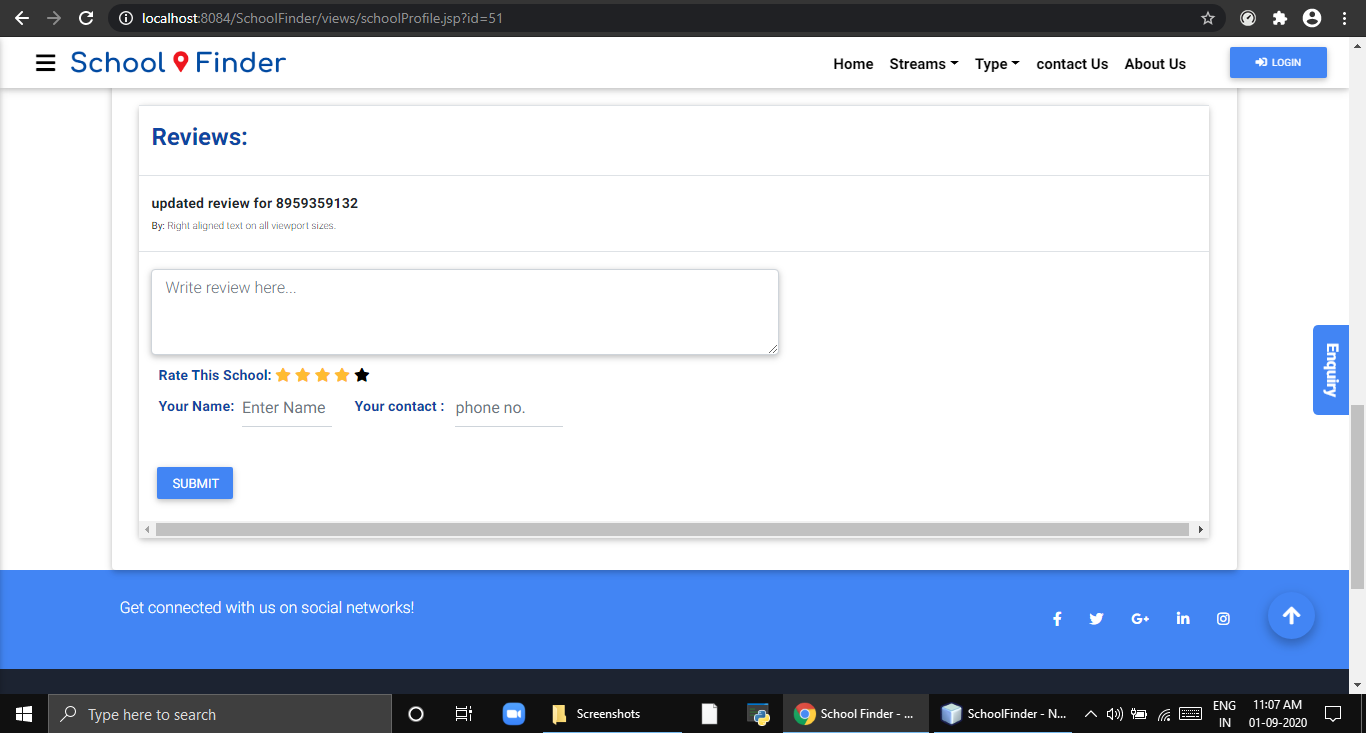 localhost:8084/SchoolFinder/views/schoolProfile.jsp?id=51
School Finder
Home Streams Type contact Us About Us LOGIN
Reviews:
updated review for 8959359132
By: Right aligned text on all viewport sizes.
Write review here...
Rate This School:
Your Name: Enter Name Your contact : phone no.
SUBMIT
Enquiry
Get connected with us on social networks!
Type here to search
Screenshots
School Finder - ...
SchoolFinder - N...
ENG
IN
11:07 AM
01-09-2020